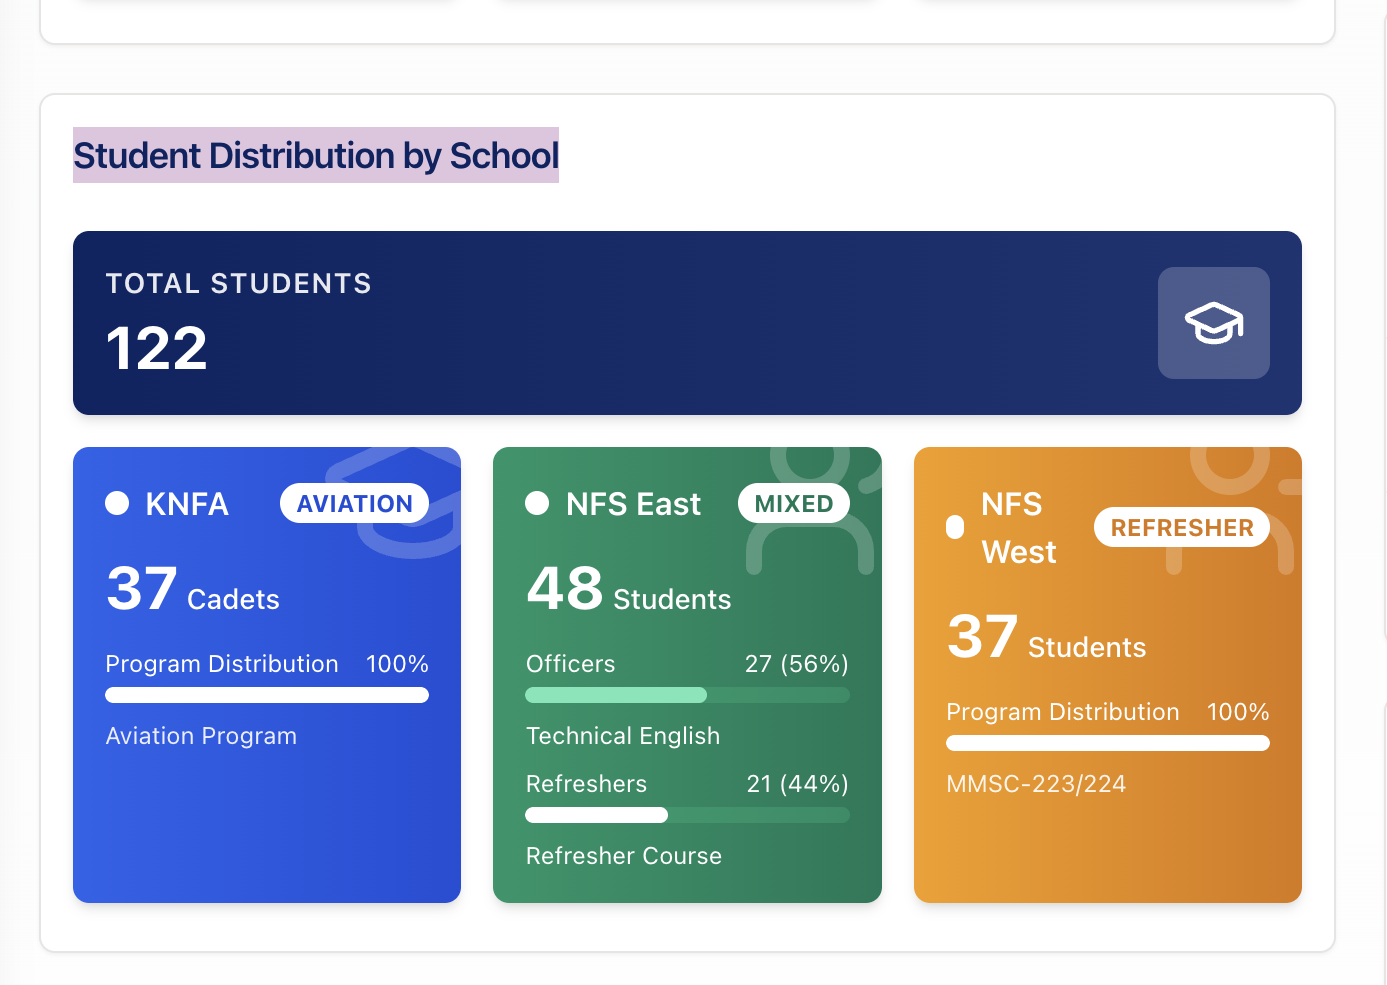 Student Distribution by School
TOTAL STUDENTS
122
KNFA
AVIATION
37 Cadets
Program Distribution 100%
Aviation Program
NFS East
MIXED
48 Students
Officers 27 (56%)
Technical English
Refreshers 21 (44%)
Refresher Course
NFS
West
REFRESHER
37 Students
Program Distribution 100%
MMSC-223/224